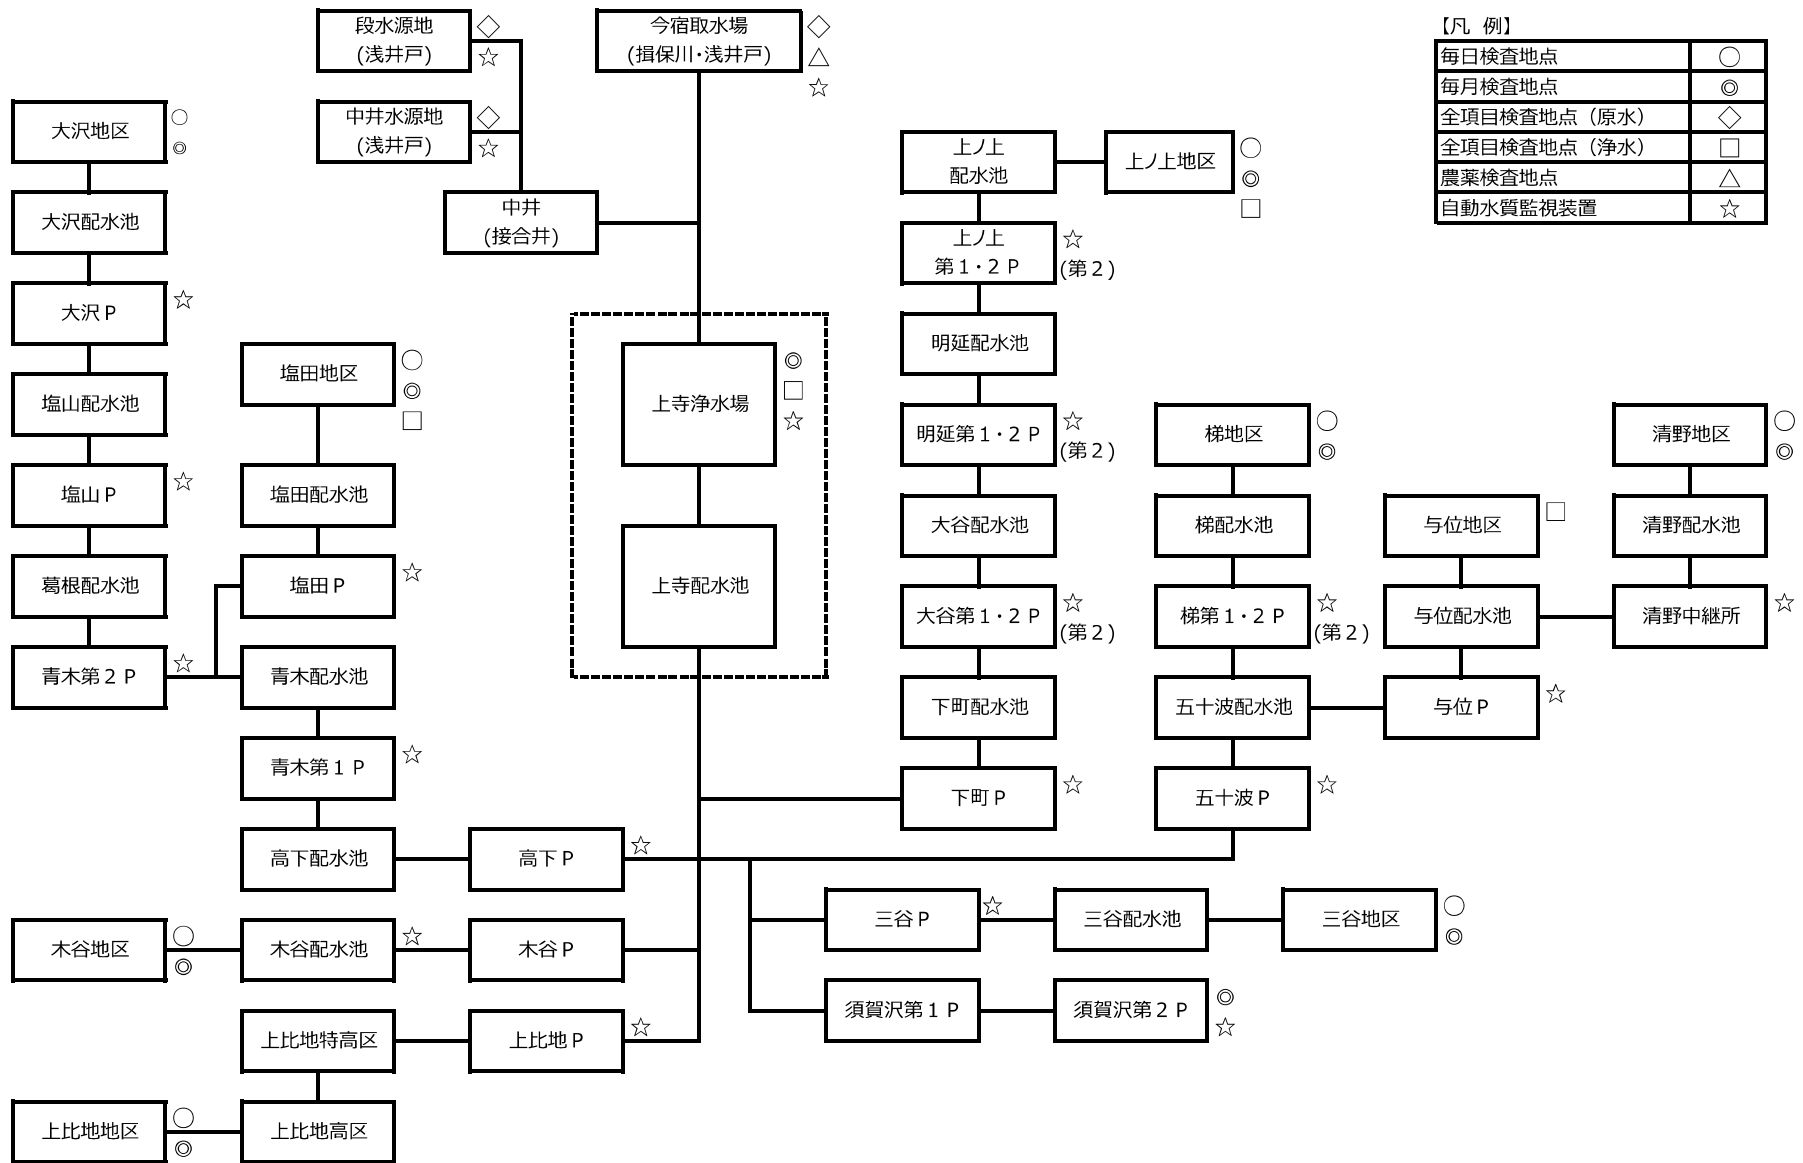 段水源地
(浅井戸)
◇
☆
今宿取水場
(揖保川・浅井戸)
◇
△
☆
【凡 例】
毎日検査地点 ○
毎月検査地点 ◎
全項目検査地点（原水） ◇
全項目検査地点（浄水） □
農薬検査地点 △
自動水質監視装置 ☆
大沢地区
○
◎
中井水源地
(浅井戸)
◇
☆
上ノ上
配水池
上ノ上地区
○
◎
□
大沢配水池
中井
(接合井)
上ノ上
第１・２Ｐ
☆
(第２)
大沢Ｐ
☆
明延配水池
塩田地区
○
◎
□
上寺浄水場
◎
□
☆
塩山配水池
明延第１・２Ｐ
☆
(第２)
梯地区
○
◎
清野地区
○
◎
塩山Ｐ
☆
塩田配水池
大谷配水池
梯配水池
与位地区
□
清野配水池
葛根配水池
塩田Ｐ
☆
上寺配水池
大谷第１・２Ｐ
☆
(第２)
梯第１・２Ｐ
☆
(第２)
与位配水池
清野中継所
☆
青木第２Ｐ
☆
青木配水池
下町配水池
五十波配水池
与位Ｐ
☆
青木第１Ｐ
☆
下町Ｐ
☆
五十波Ｐ
☆
高下配水池
高下Ｐ
☆
三谷Ｐ
☆
三谷配水池
三谷地区
○
◎
木谷地区
○
◎
木谷配水池
☆
木谷Ｐ
須賀沢第１Ｐ
須賀沢第２Ｐ
◎
☆
上比地特高区
上比地Ｐ
☆
上比地地区
○
◎
上比地高区